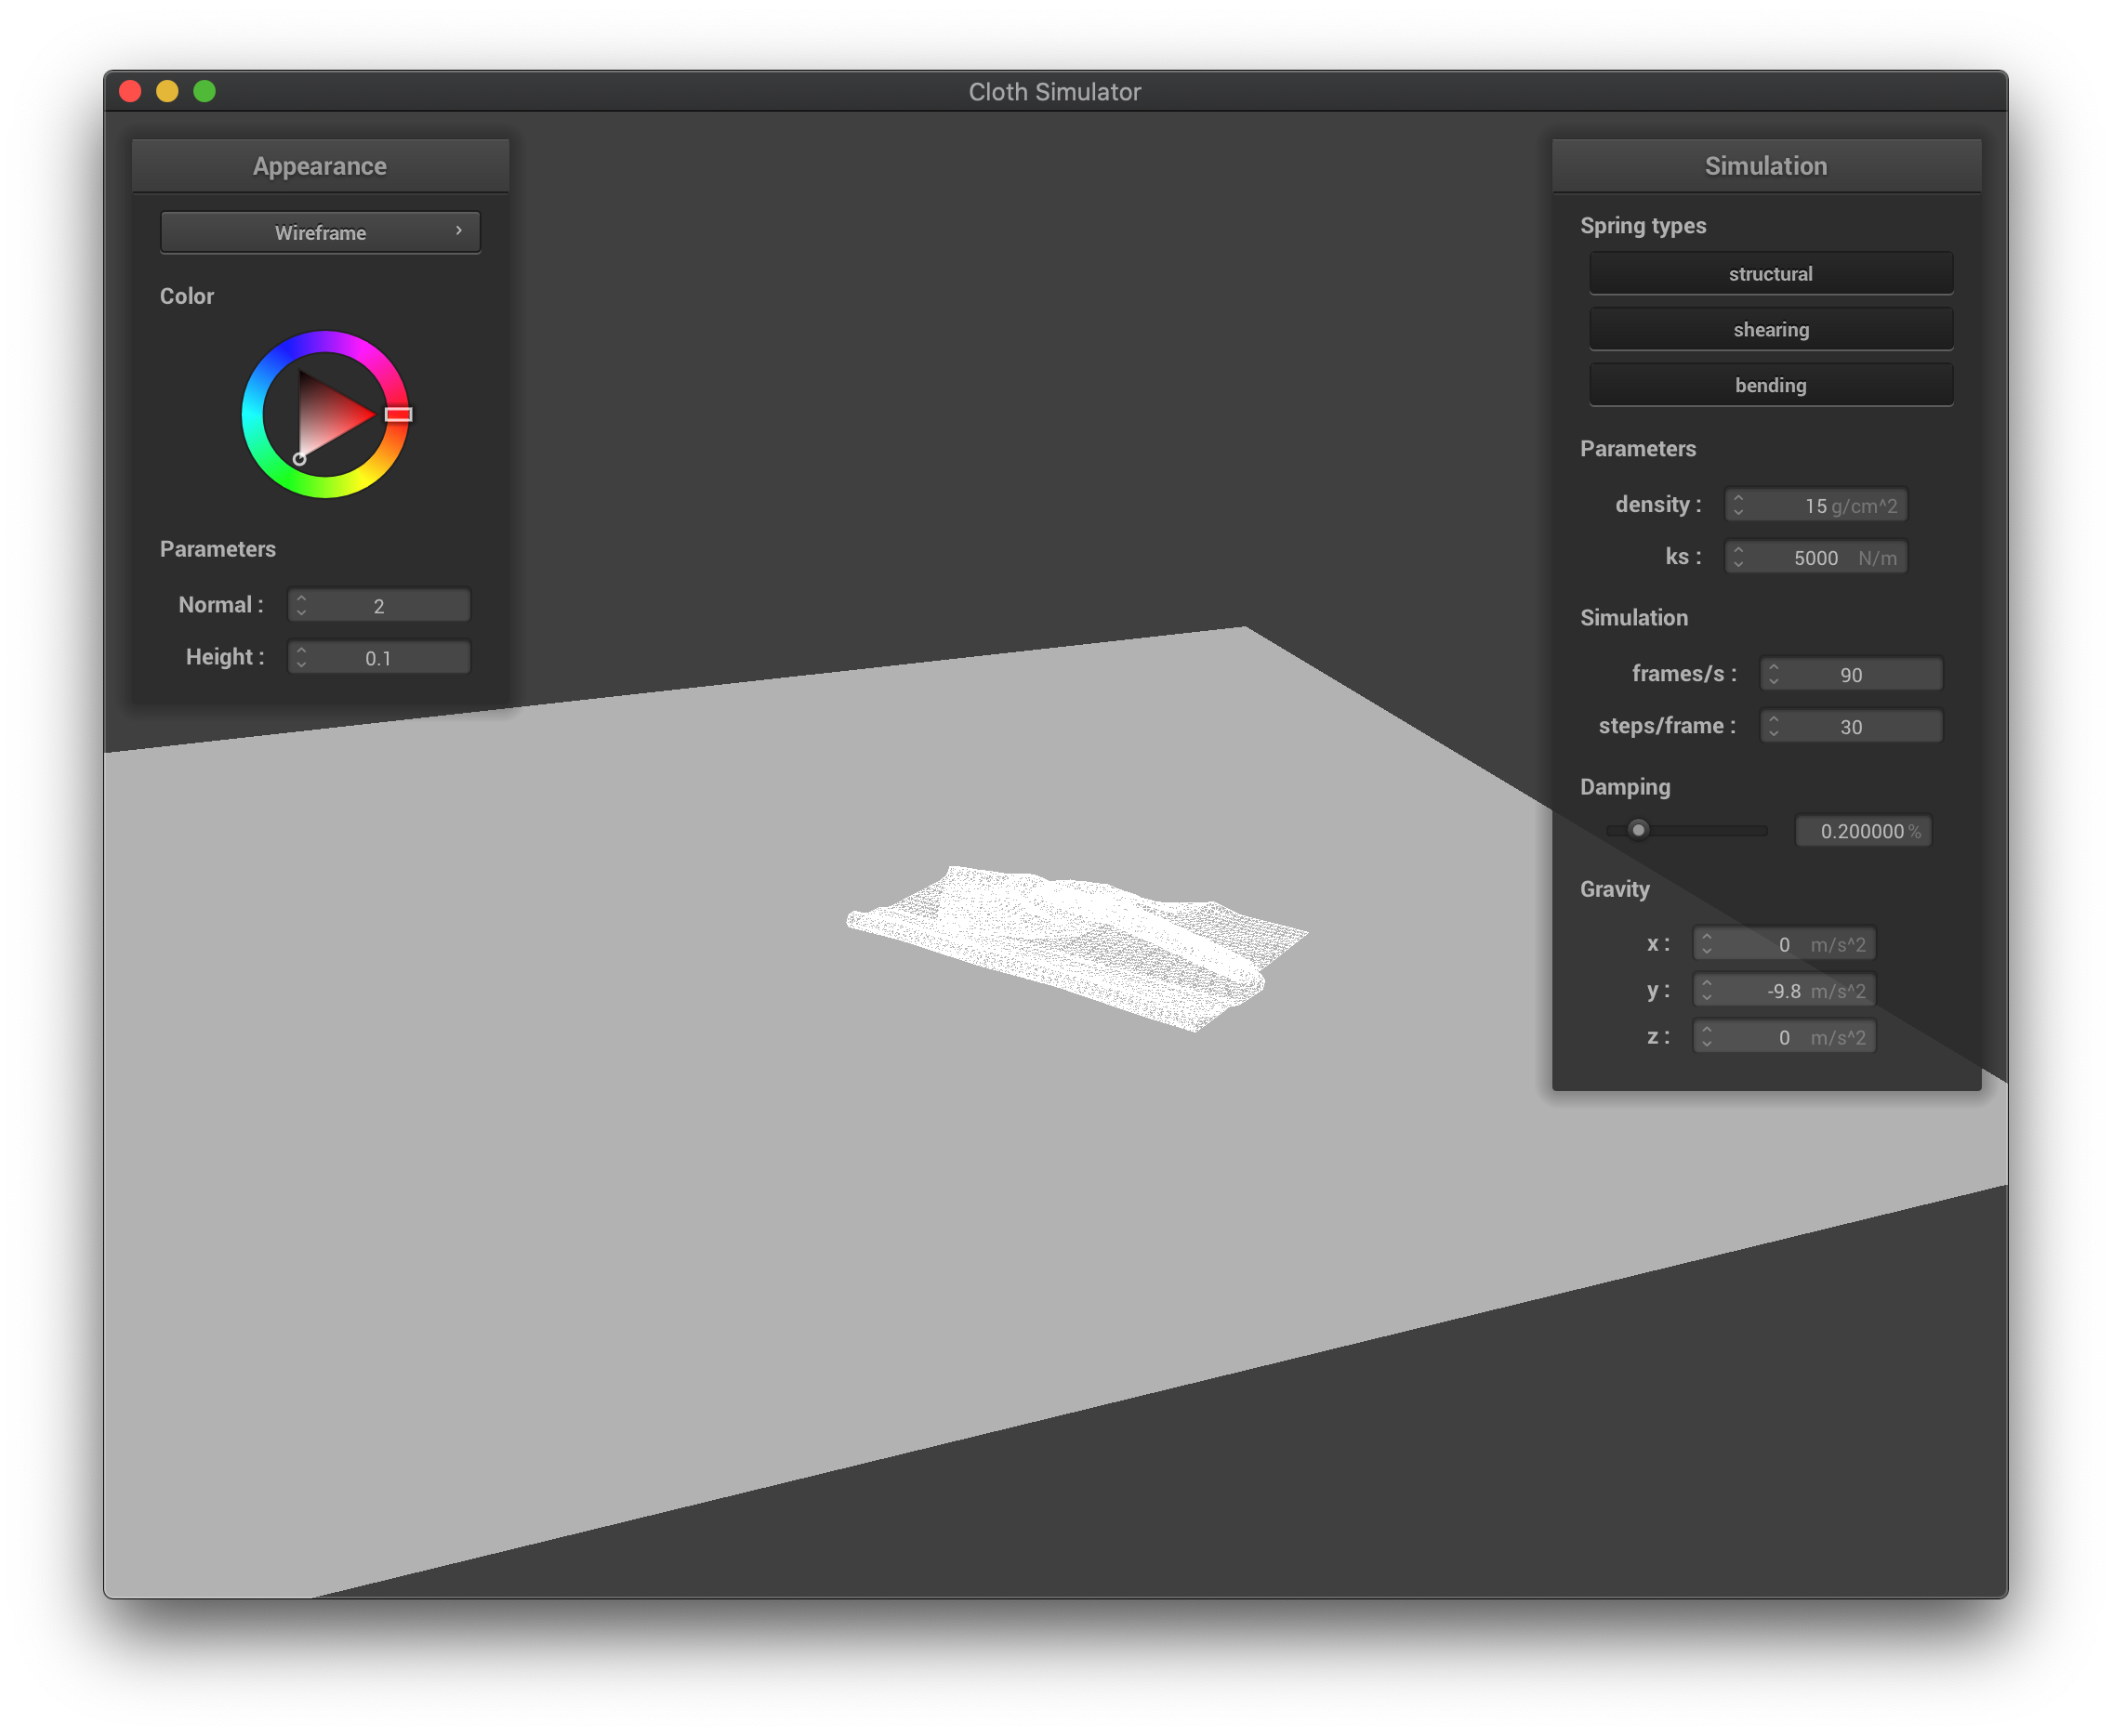 Cloth Simulator
Appearance
Wireframe ›
Color
Parameters
Normal : 2
Height : 0.1
Simulation
Spring types
structural
shearing
bending
Parameters
density : 15 g/cm^2
ks : 5000 N/m
Simulation
frames/s : 90
steps/frame : 30
Damping
0.200000 %
Gravity
x : 0 m/s^2
y : -9.8 m/s^2
z : 0 m/s^2